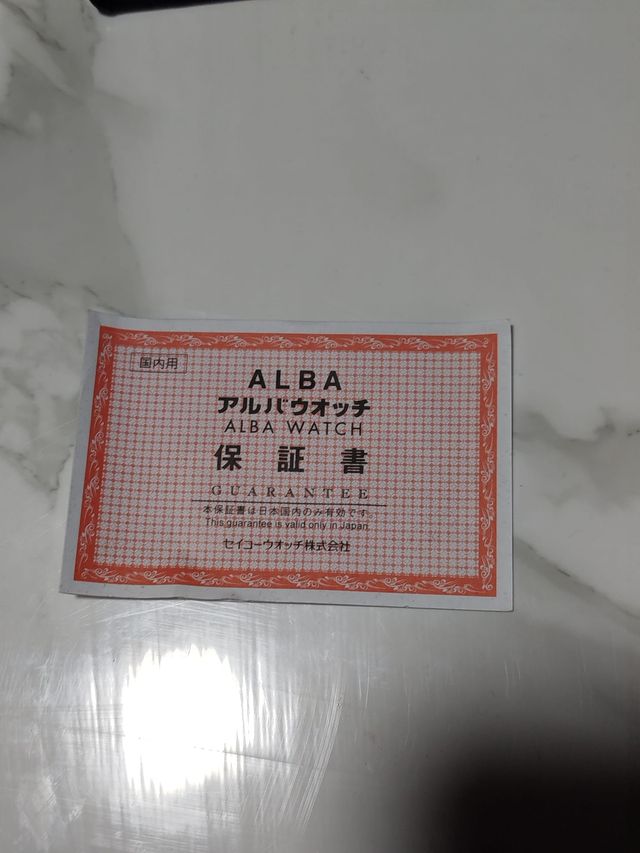 国内用
ALBA
アルバウオッチ
ALBA WATCH
保証書
GUARANTEE
本保証書は日本国内のみ有効です。
This guarantee is valid only in Japan.
セイコーウオッチ株式会社